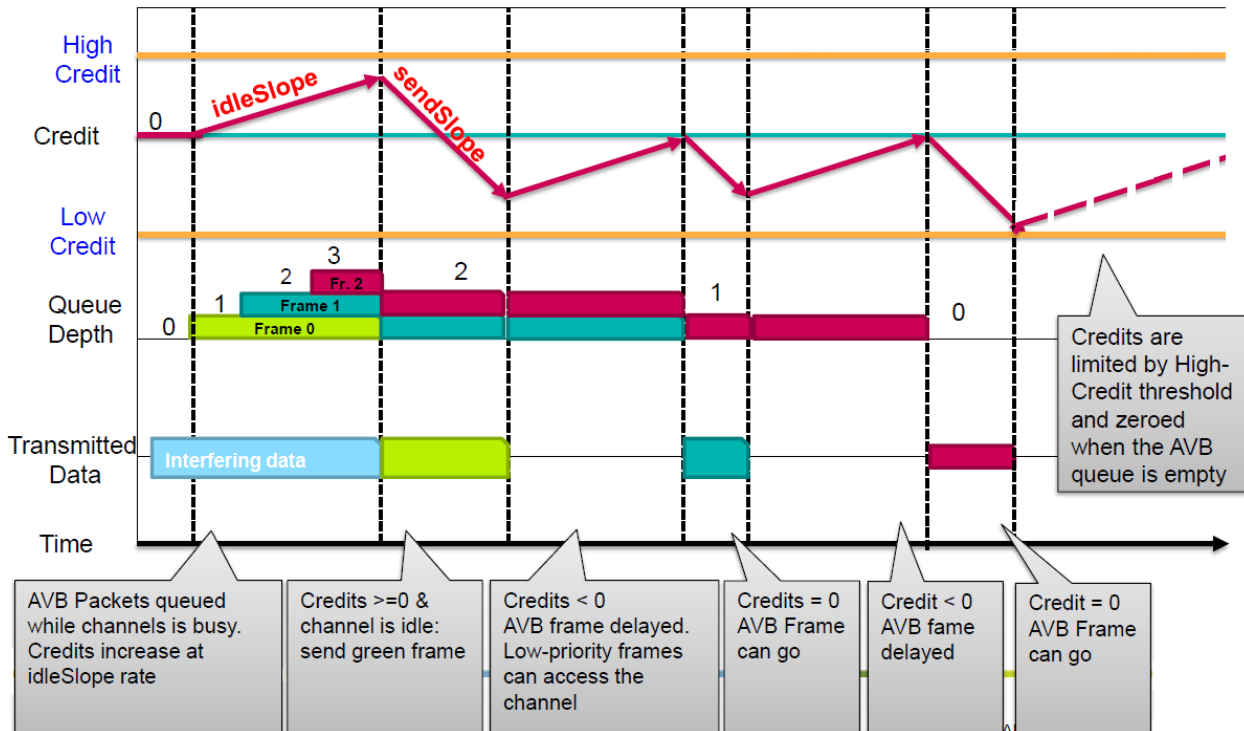 High
Credit
idleSlope
sendSlope
0
Credit
Low
Credit
3
2
2
1
1
0
0
Fr. 2
Frame 1
Frame 0
Queue
Depth
Transmitted
Data
Interfering data
Time
Credits are
limited by High-
Credit threshold
and zeroed
when the AVB
queue is empty
AVB Packets queued
while channels is busy.
Credits increase at
idleSlope rate
Credits >=0 &
channel is idle:
send green frame
Credits < 0
AVB frame delayed.
Low-priority frames
can access the
channel
Credits = 0
AVB Frame
can go
Credit < 0
AVB fame
delayed
Credit = 0
AVB Frame
can go